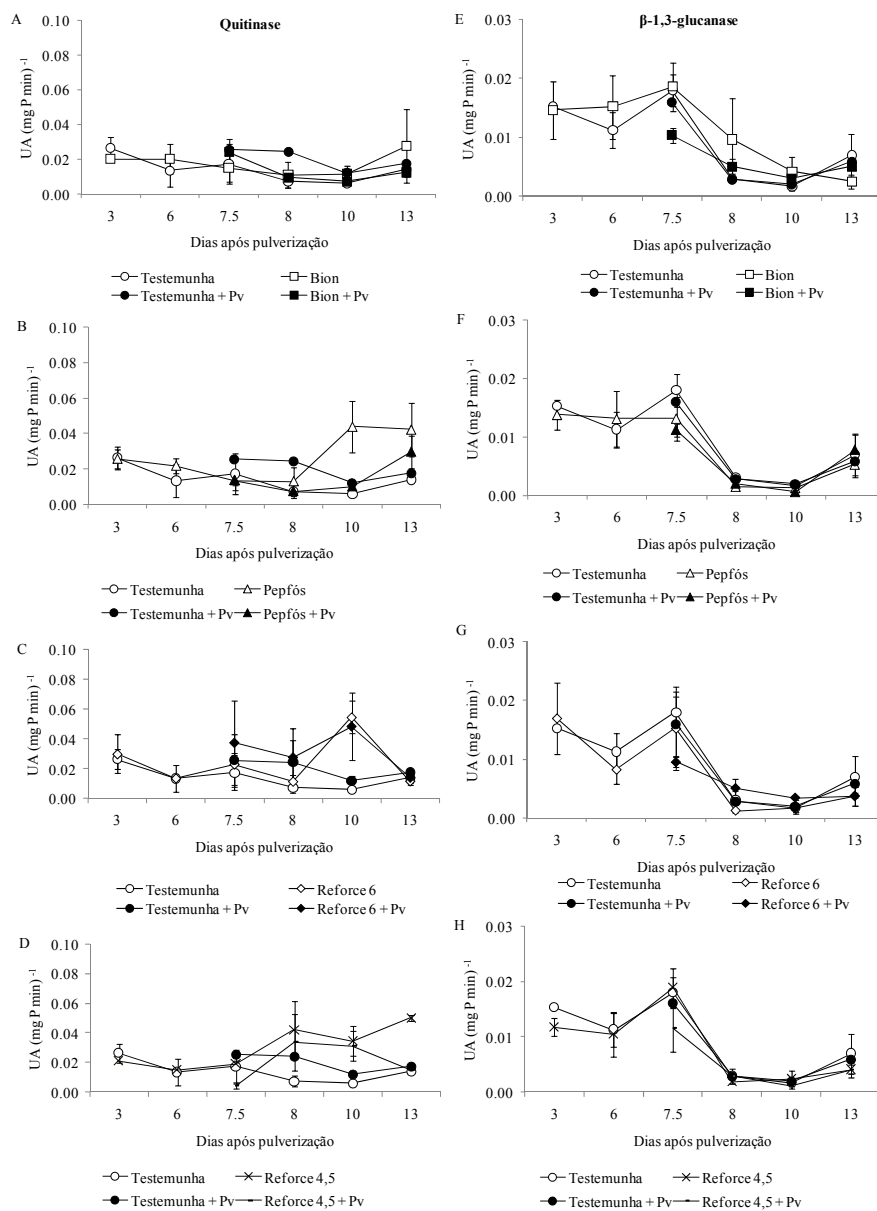 A
Quitinase
UA (mg P min) -1
0.10
0.08
0.06
0.04
0.02
0.00
3 6 7.5 8 10 13
Dias após pulverização
Testemunha Bion
Testemunha + Pv Bion + Pv
E
β-1,3-glucanase
UA (mg P min) -1
0.03
0.02
0.01
0.00
3 6 7.5 8 10 13
Dias após pulverização
Testemunha Bion
Testemunha + Pv Bion + Pv
B
UA (mg P min) -1
0.10
0.08
0.06
0.04
0.02
0.00
3 6 7.5 8 10 13
Dias após pulverização
Testemunha Pepfós
Testemunha + Pv Pepfós + Pv
F
UA (mg P min) -1
0.03
0.02
0.01
0.00
3 6 7.5 8 10 13
Dias após pulverização
Testemunha Pepfós
Testemunha + Pv Pepfós + Pv
C
UA (mg P min) -1
0.10
0.08
0.06
0.04
0.02
0.00
3 6 7.5 8 10 13
Dias após pulverização
Testemunha Reforce 6
Testemunha + Pv Reforce 6 + Pv
G
UA (mg P min) -1
0.03
0.02
0.01
0.00
3 6 7.5 8 10 13
Dias após pulverização
Testemunha Reforce 6
Testemunha + Pv Reforce 6 + Pv
D
UA (mg P min) -1
0.10
0.08
0.06
0.04
0.02
0.00
3 6 7.5 8 10 13
Dias após pulverização
Testemunha Reforce 4,5
Testemunha + Pv Reforce 4,5 + Pv
H
UA (mg P min) -1
0.03
0.02
0.01
0.00
3 6 7.5 8 10 13
Dias após pulverização
Testemunha Reforce 4,5
Testemunha + Pv Reforce 4,5 + Pv